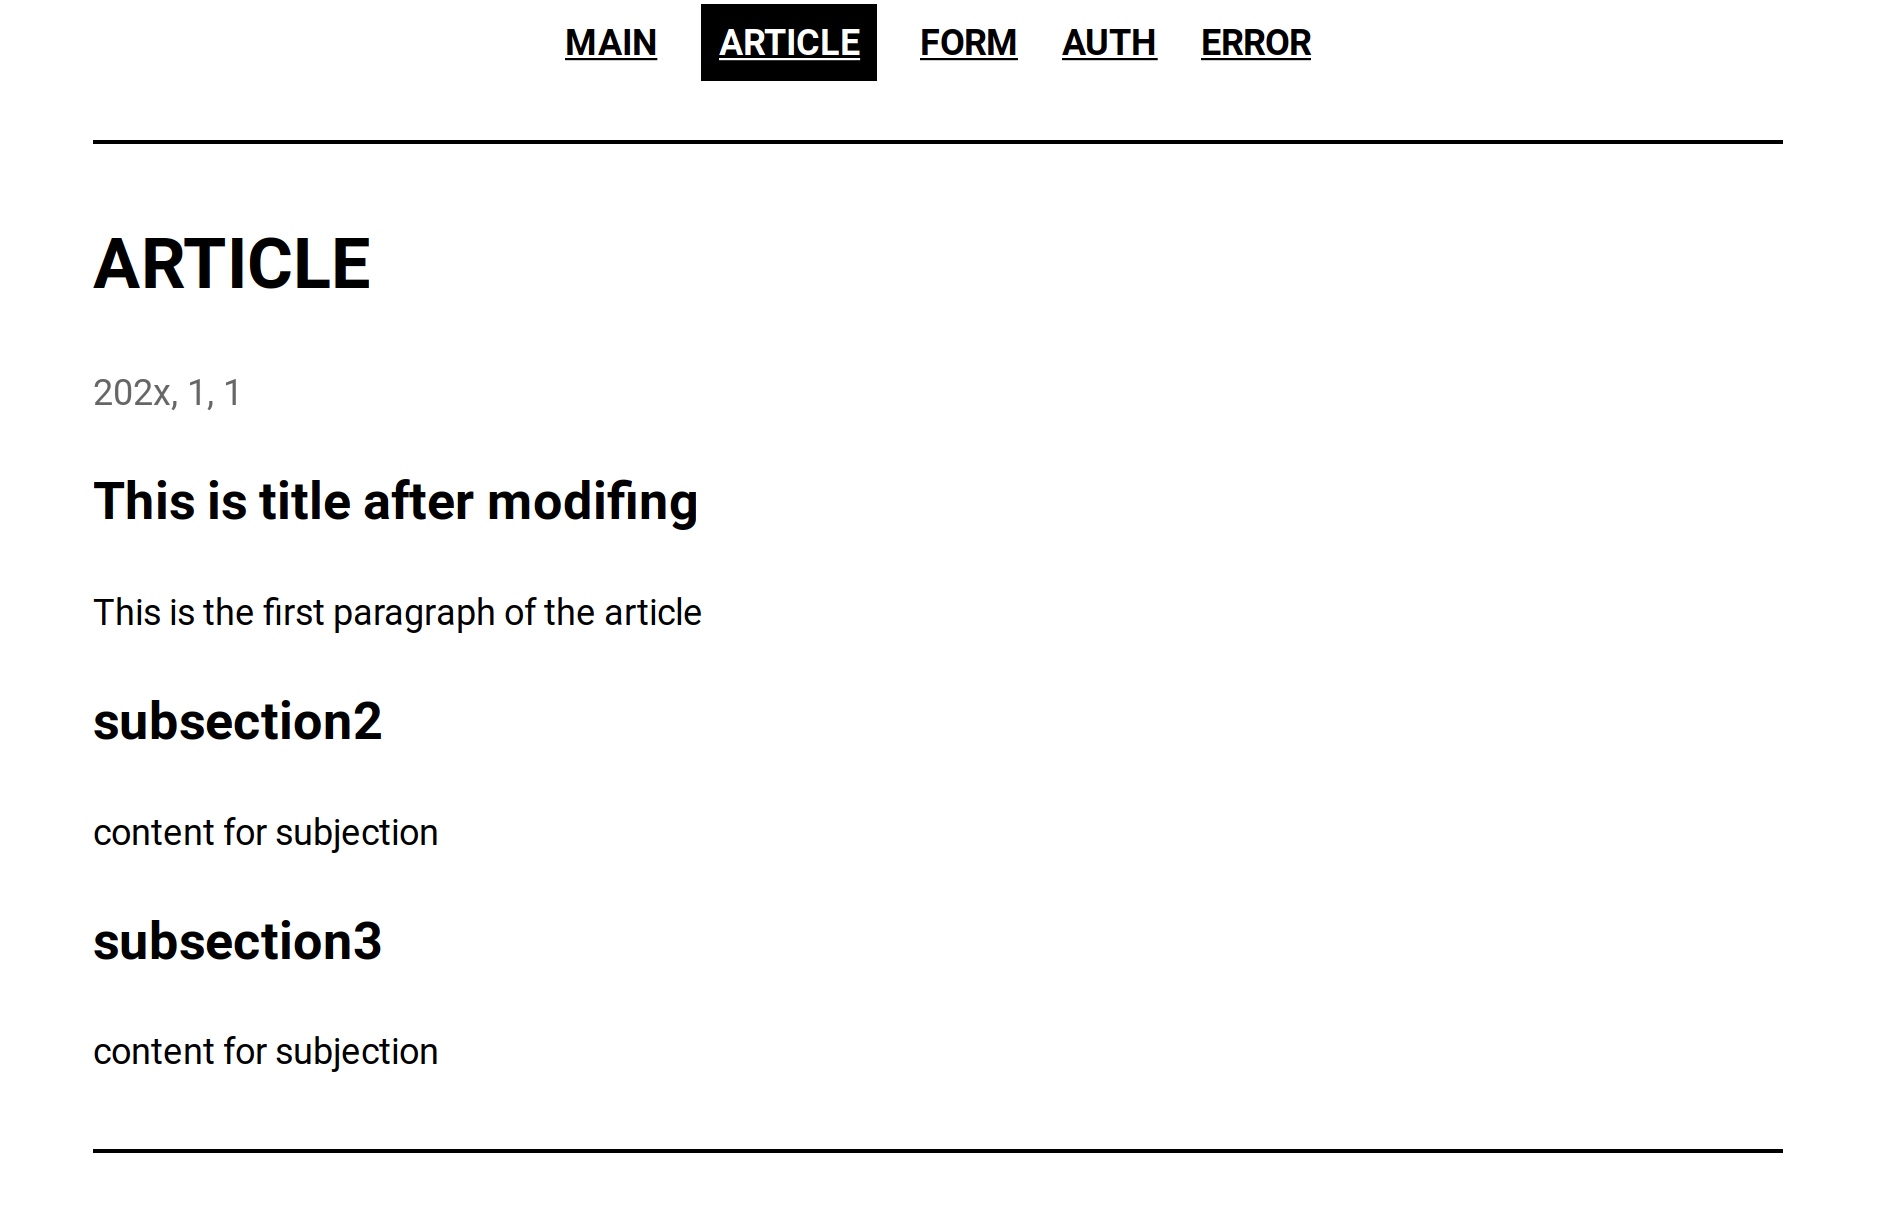 MAIN ARTICLE FORM AUTH ERROR
ARTICLE
202x, 1, 1
This is title after modifing
This is the first paragraph of the article
subsection2
content for subjection
subsection3
content for subjection